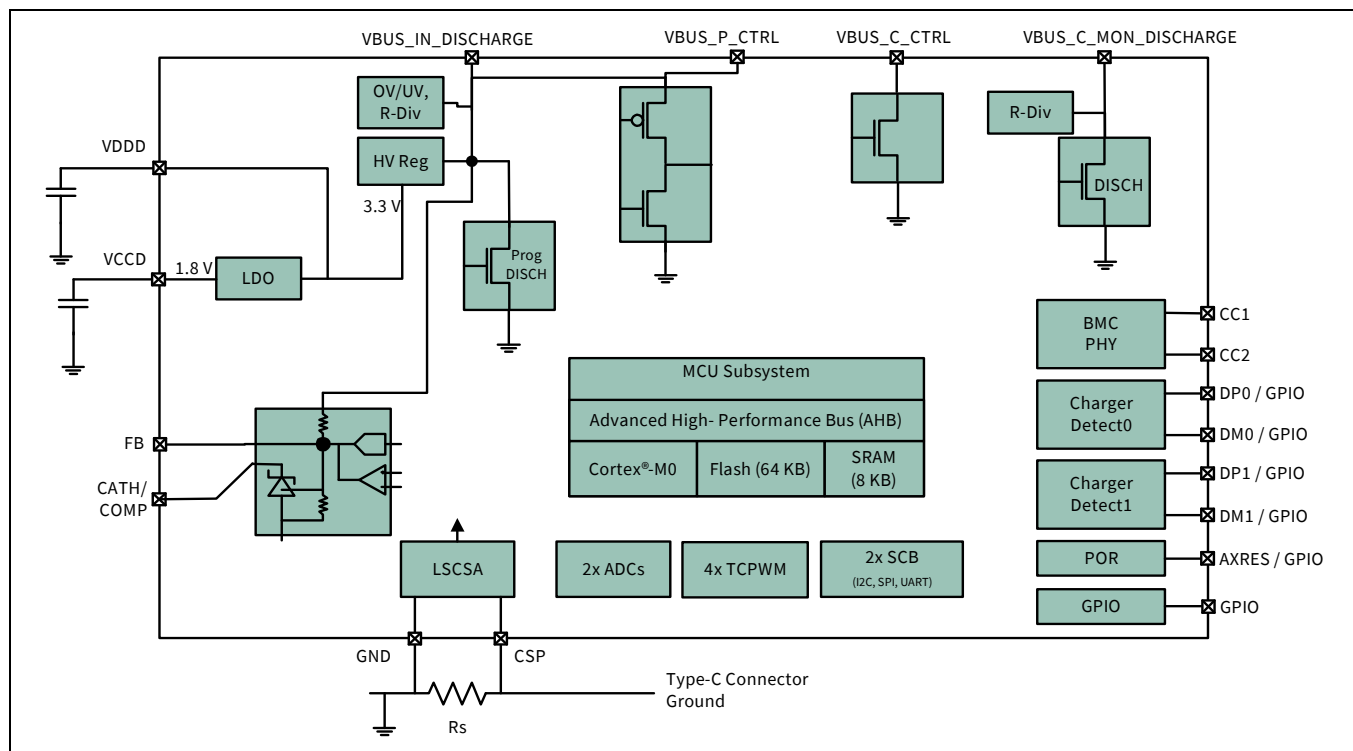 VBUS_IN_DISCHARGE
VBUS_P_CTRL
VBUS_C_CTRL
VBUS_C_MON_DISCHARGE
OV/UV,
R-Div
R-Div
VDDD
HV Reg
DISCH
3.3 V
VCCD
1.8 V
LDO
Prog
DISCH
BMC
PHY
CC1
CC2
MCU Subsystem
Advanced High- Performance Bus (AHB)
Cortex®-M0
Flash (64 KB)
SRAM
(8 KB)
Charger
Detect0
DP0 / GPIO
DM0 / GPIO
FB
CATH/
COMP
Charger
Detect1
DP1 / GPIO
DM1 / GPIO
LSCSA
2x ADCs
4x TCPWM
2x SCB
(I2C, SPI, UART)
POR
AXRES / GPIO
GPIO
GPIO
GND
CSP
Type-C Connector
Ground
Rs